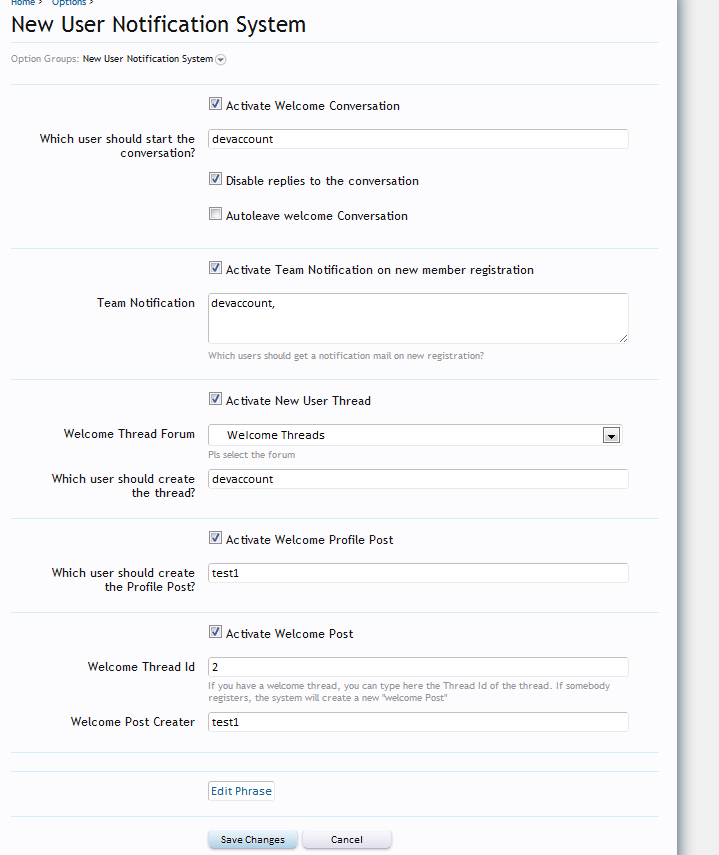 Home > Options >
New User Notification System
Option Groups: New User Notification System
Activate Welcome Conversation
Which user should start the
conversation?
devaccount
Disable replies to the conversation
Autoleave welcome Conversation
Activate Team Notification on new member registration
Team Notification
devaccount,
Which users should get a notification mail on new registration?
Activate New User Thread
Welcome Thread Forum
Welcome Threads
Pls select the forum
Which user should create
the thread?
devaccount
Activate Welcome Profile Post
Which user should create
the Profile Post?
test1
Activate Welcome Post
Welcome Thread Id
2
If you have a welcome thread, you can type here the Thread Id of the thread. If somebody
registers, the system will create a new "welcome Post"
Welcome Post Creater
test1
Edit Phrase
Save Changes
Cancel